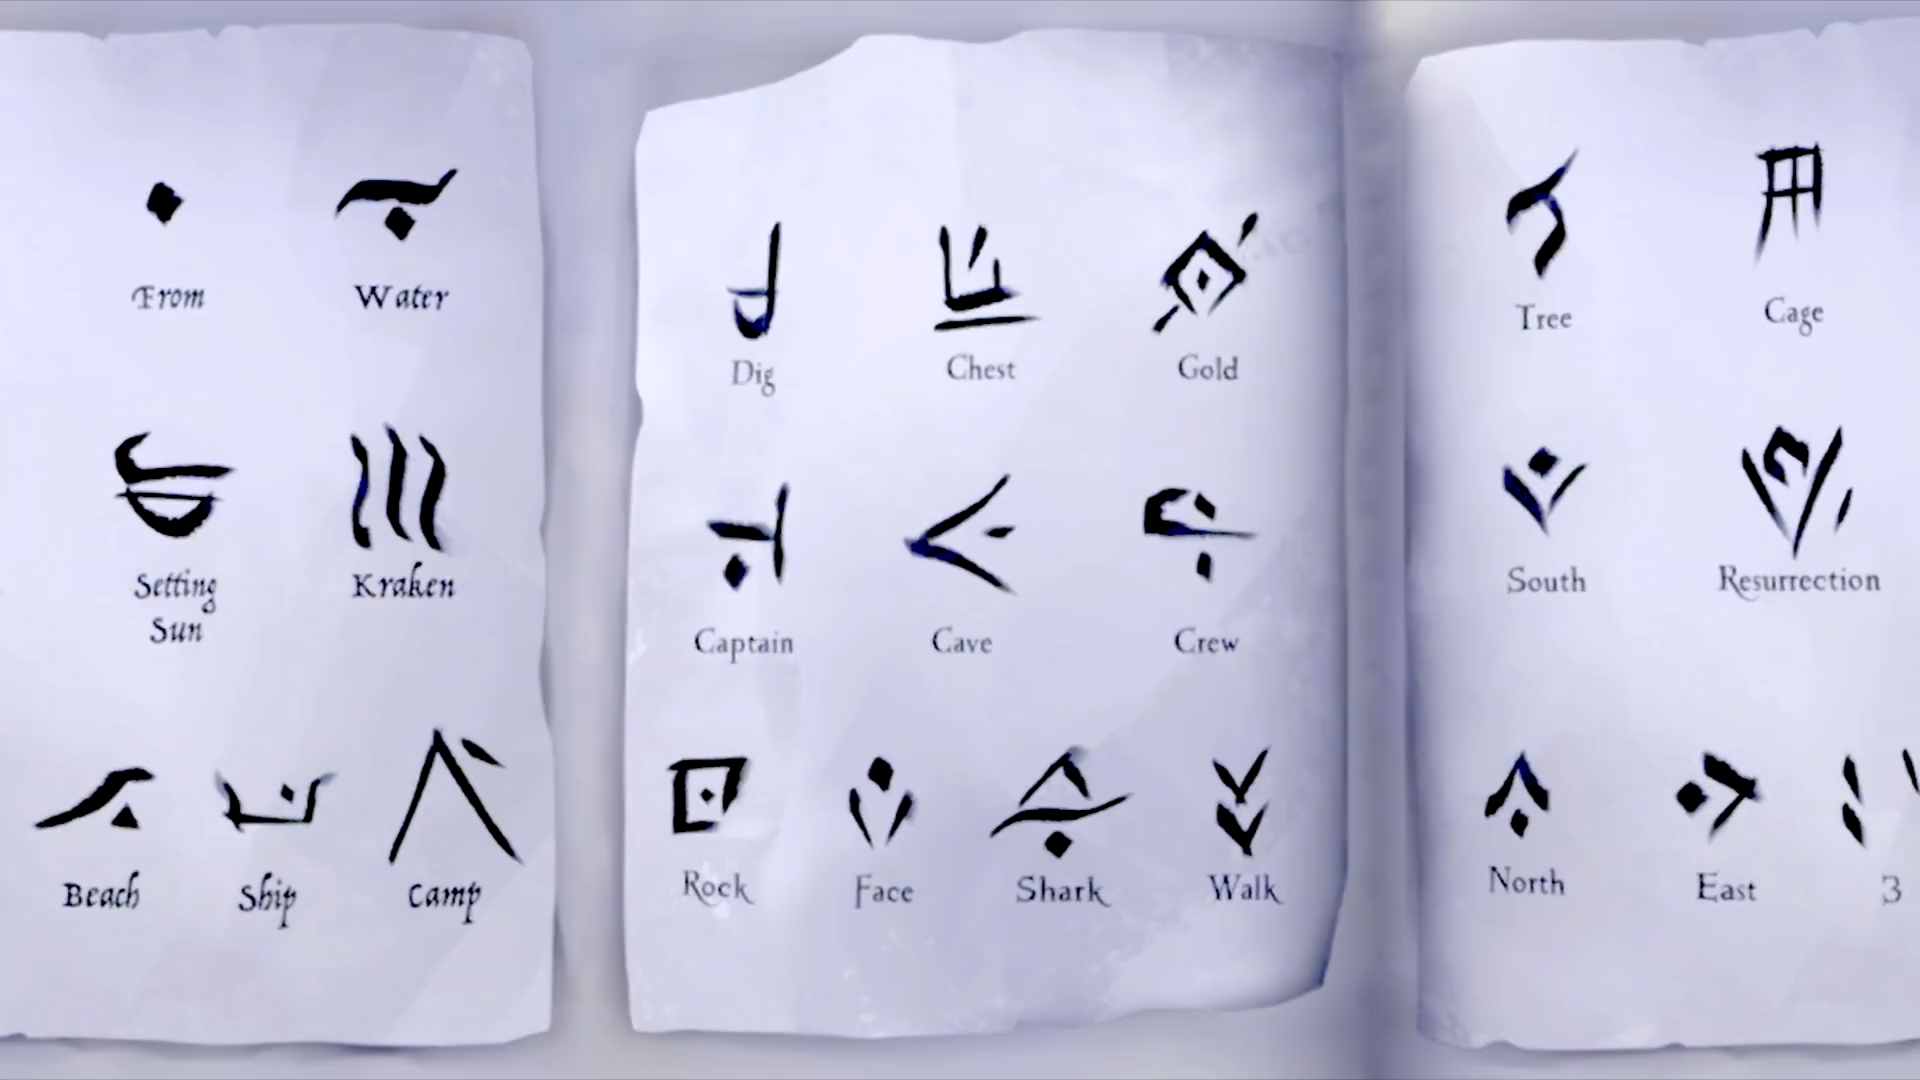 From Water
Setting Sun Kraken
Beach Ship Camp
Dig Chest Gold
Captain Cave Crew
Rock Face Shark Walk
Tree Cage
South Resurrection
North East 3